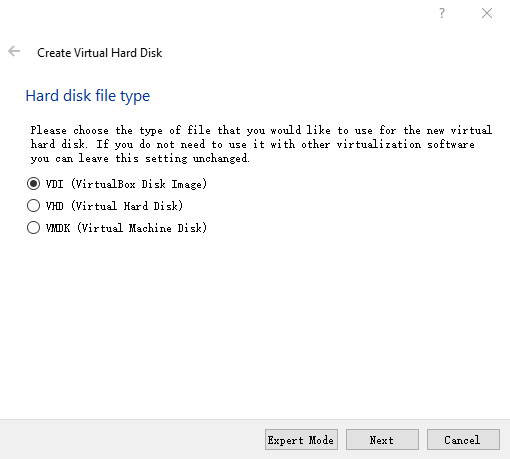 ?
Create Virtual Hard Disk
Hard disk file type
Please choose the type of file that you would like to use for the new virtual
hard disk. If you do not need to use it with other virtualization software
you can leave this setting unchanged.
VDI (VirtualBox Disk Image)
VHD (Virtual Hard Disk)
VMDK (Virtual Machine Disk)
Expert Mode Next Cancel